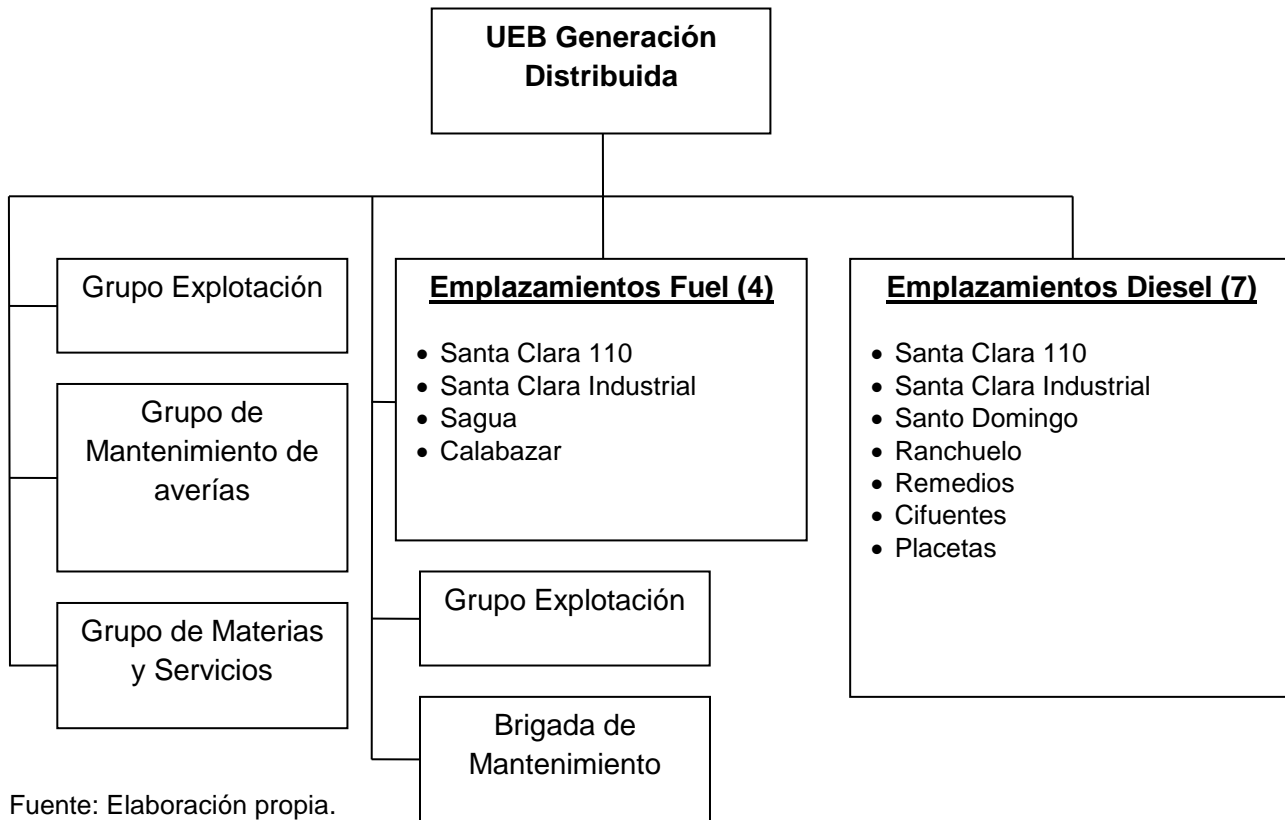 UEB Generación
Distribuida
Grupo Explotación
Grupo de
Mantenimiento de
averías
Grupo de Materias
y Servicios
Emplazamientos Fuel (4)
• Santa Clara 110
• Santa Clara Industrial
• Sagua
• Calabazar
Grupo Explotación
Brigada de
Mantenimiento
Emplazamientos Diesel (7)
• Santa Clara 110
• Santa Clara Industrial
• Santo Domingo
• Ranchuelo
• Remedios
• Cifuentes
• Placetas
Fuente: Elaboración propia.